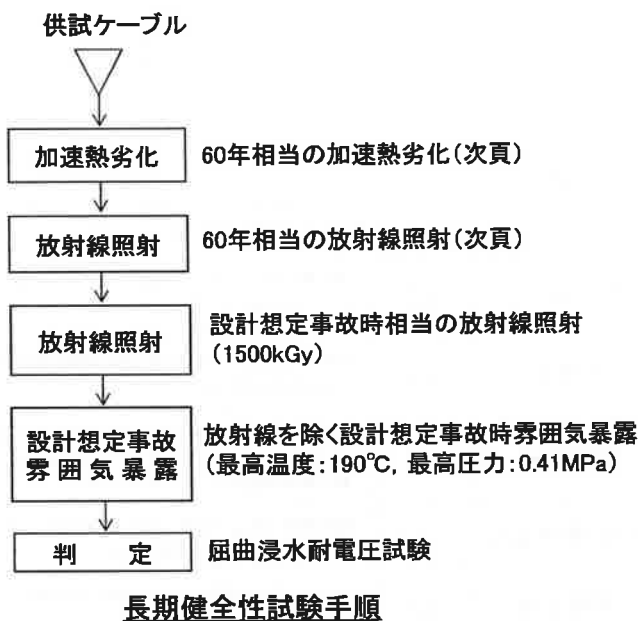 供試ケーブル
加速熱劣化
60年相当の加速熱劣化(次頁)
放射線照射
60年相当の放射線照射(次頁)
放射線照射
設計想定事故時相当の放射線照射
(1500kGy)
設計想定事故
雰囲気暴露
放射線を除く設計想定事故時雰囲気暴露
(最高温度:190℃, 最高圧力:0.41MPa)
判 定
屈曲浸水耐電圧試験
長期健全性試験手順